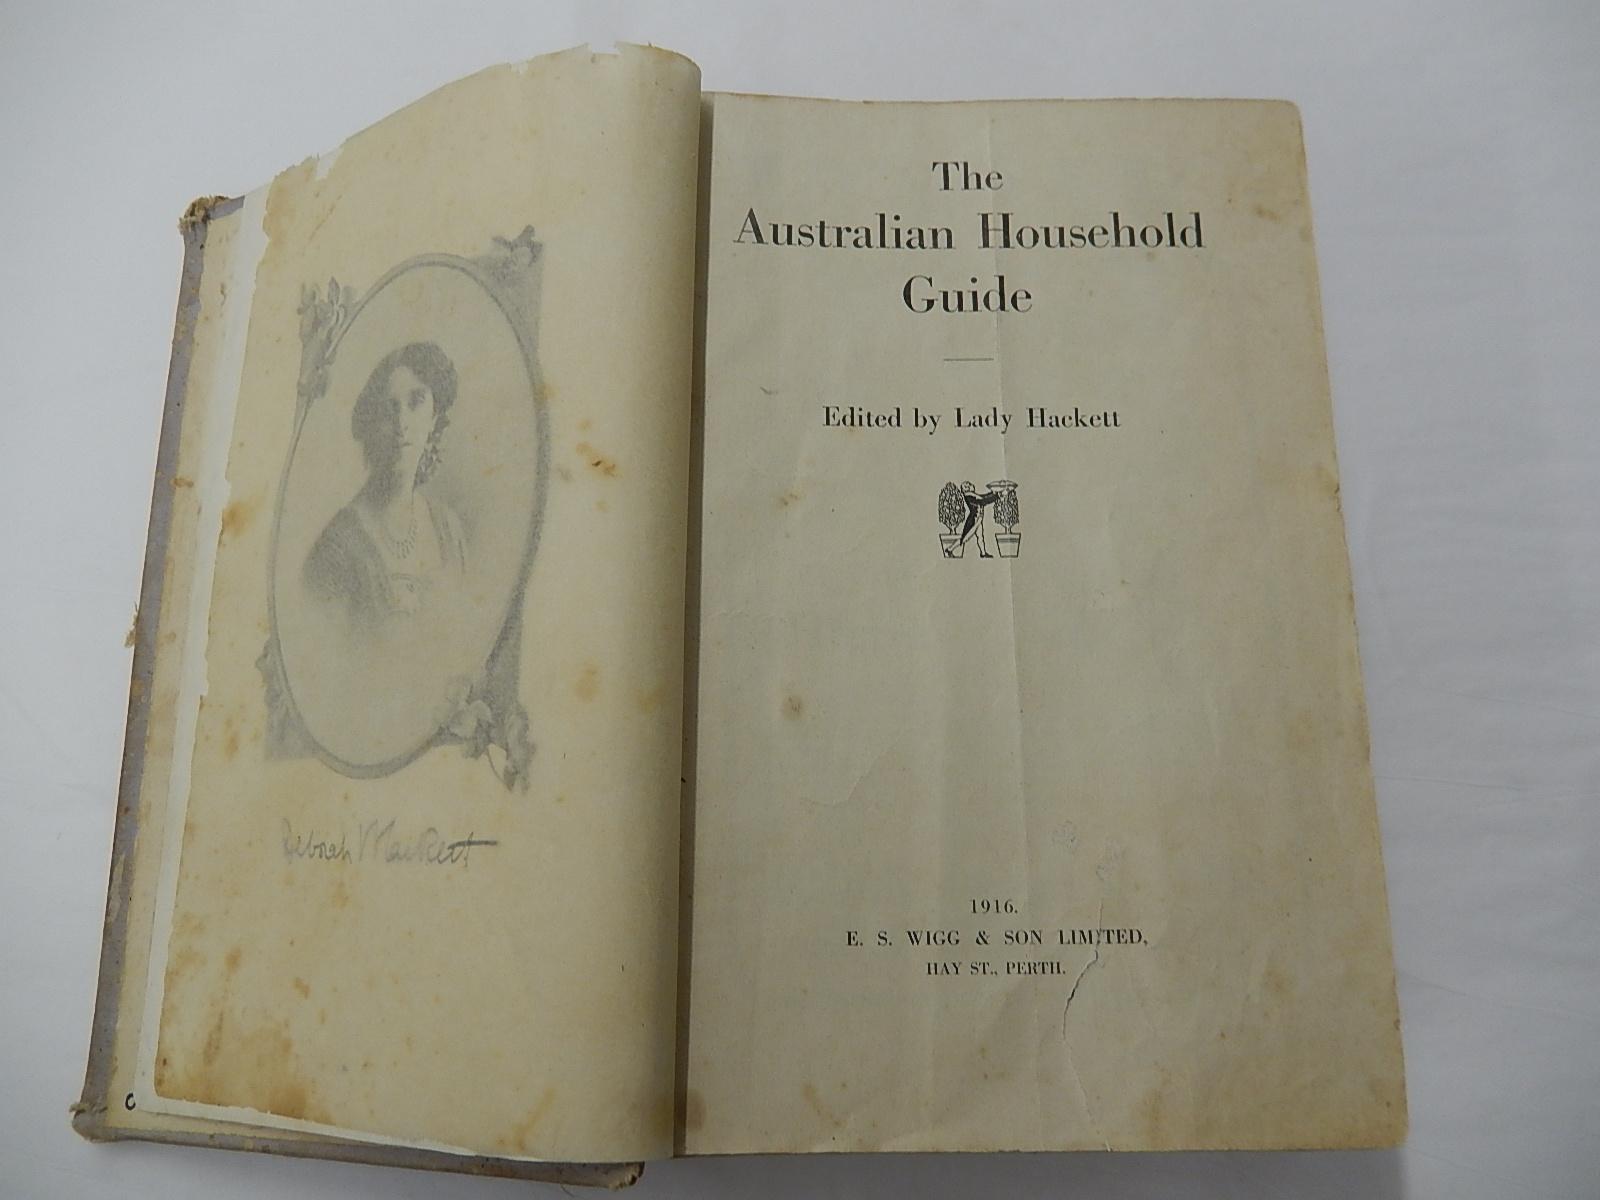 The
Australian Household
Guide
Edited by Lady Hackett
1916.
E. S. WIGG & SON LIMITED,
HAY ST., PERTH.
Deborah V Hackett
C